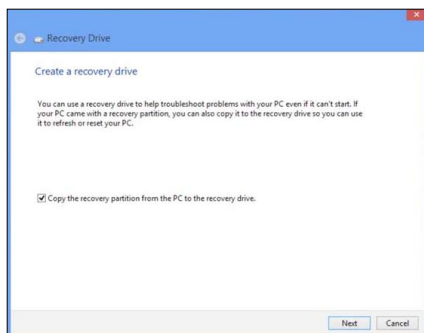 Recovery Drive
Create a recovery drive
You can use a recovery drive to help troubleshoot problems with your PC even if it can't start. If
your PC came with a recovery partition, you can also copy it to the recovery drive so you can use
it to refresh or reset your PC.
Copy the recovery partition from the PC to the recovery drive.
Next Cancel